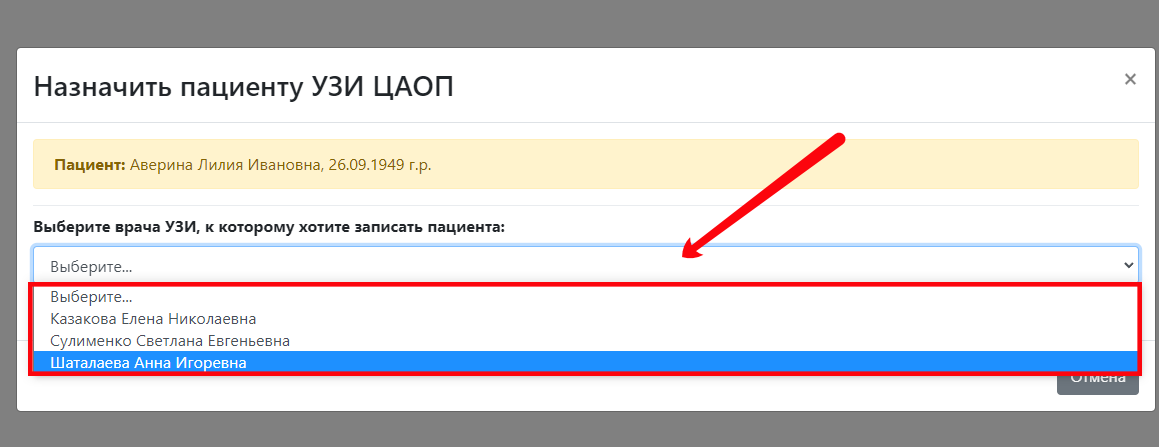 Назначить пациенту УЗИ ЦАОП
×
Пациент: Аверина Лилия Ивановна, 26.09.1949 г.р.
Выберите врача УЗИ, к которому хотите записать пациента:
Выберите...
Выберите...
Казакова Елена Николаевна
Сулименко Светлана Евгеньевна
Шаталаева Анна Игоревна
Отмена